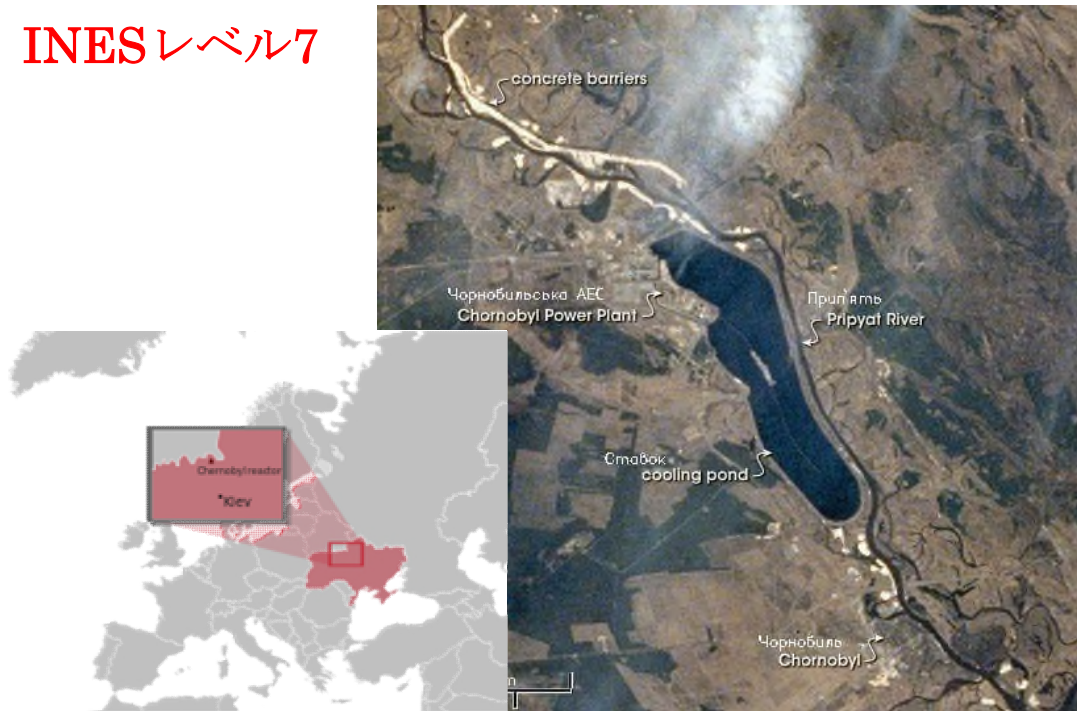 INESレベル7
concrete barriers
Чорнобильська АЕС
Chornobyl Power Plant
Прип'ять
Pripyat River
Ставок
cooling pond
Чорнобиль
Chornobyl
Chernobyl reactor
Kiev